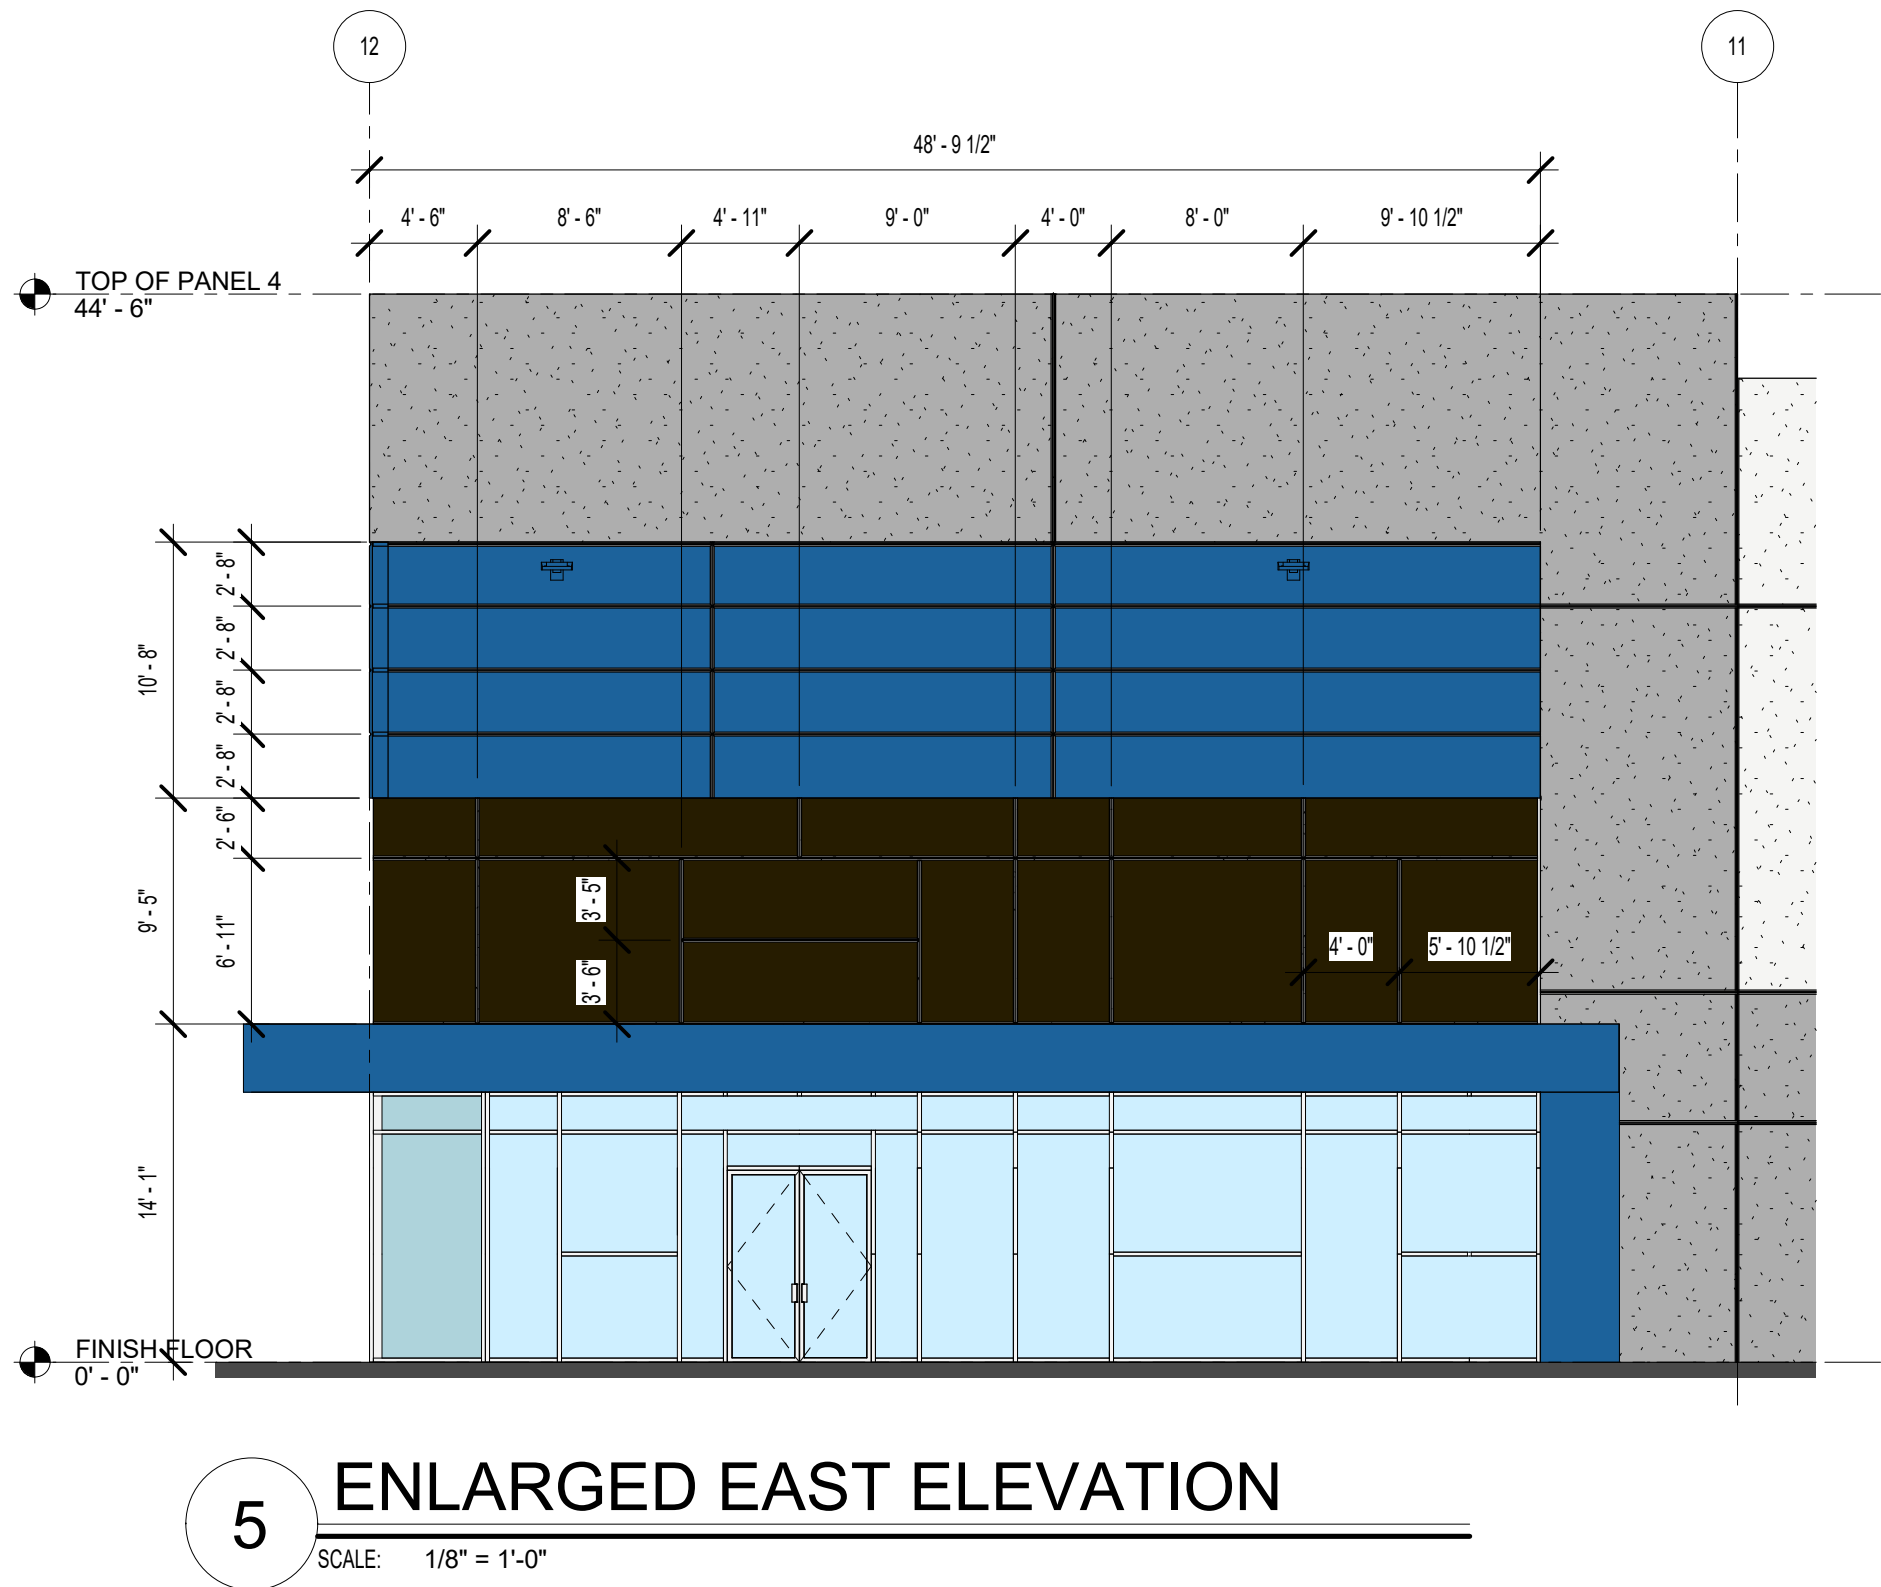 12
11
48' - 9 1/2"
4' - 6"
8' - 6"
4' - 11"
9' - 0"
4' - 0"
8' - 0"
9' - 10 1/2"
TOP OF PANEL 4
44' - 6"
2' - 8"
2' - 8"
2' - 8"
2' - 8"
10' - 8"
2' - 6"
6' - 11"
9' - 5"
3' - 5"
3' - 6"
4' - 0"
5' - 10 1/2"
14' - 1"
FINISH FLOOR
0' - 0"
5
ENLARGED EAST ELEVATION
SCALE: 1/8" = 1'-0"